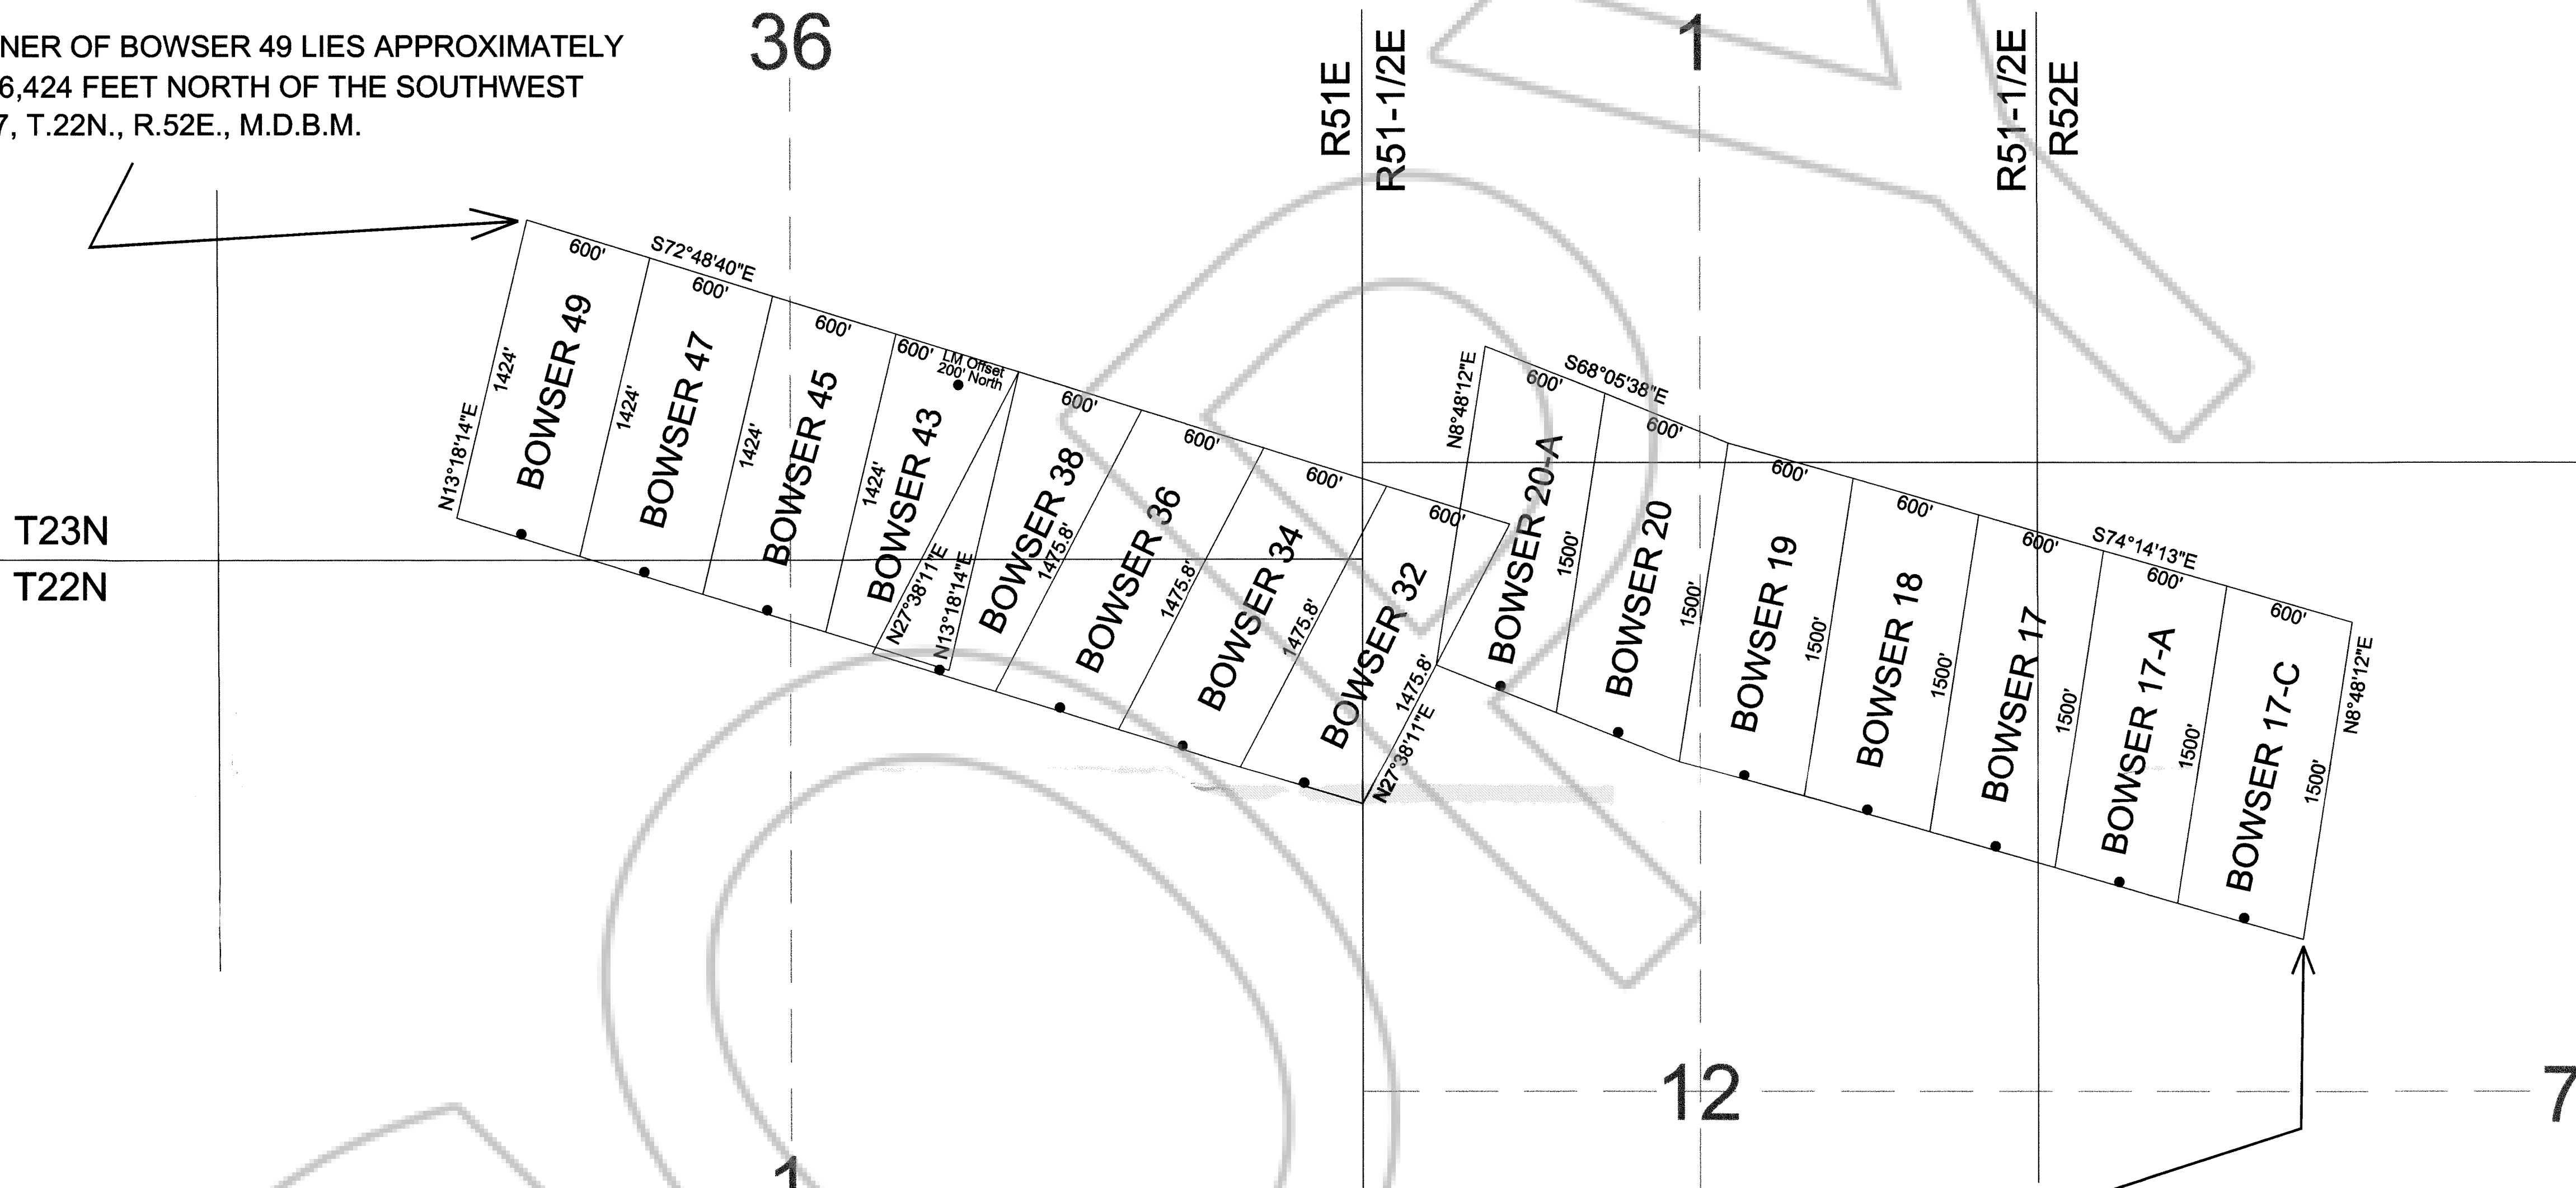 NER OF BOWSER 49 LIES APPROXIMATELY
6,424 FEET NORTH OF THE SOUTHWEST
7, T.22N., R.52E., M.D.B.M.
36
1
R51E
R51-1/2E
R51-1/2E
R52E
T23N
T22N
600'
S72°48'40"E
600'
600'
600'
LM Offset
200' North
600'
600'
600'
600'
1424'
1424'
1424'
1424'
N13°18'14"E
BOWSER 49
BOWSER 47
BOWSER 45
BOWSER 43
N27°38'11"E
N13°18'14"E
BOWSER 38
1475.8'
BOWSER 36
1475.8'
BOWSER 34
1475.8'
BOWSER 32
1475.8'
N27°38'11"E
N8°48'12"E
600'
S68°05'38"E
600'
600'
600'
600'
S74°14'13"E
600'
600'
BOWSER 20-A
1500'
BOWSER 20
1500'
BOWSER 19
1500'
BOWSER 18
1500'
BOWSER 17
1500'
BOWSER 17-A
1500'
BOWSER 17-C
1500'
N8°48'12"E
12
7
1